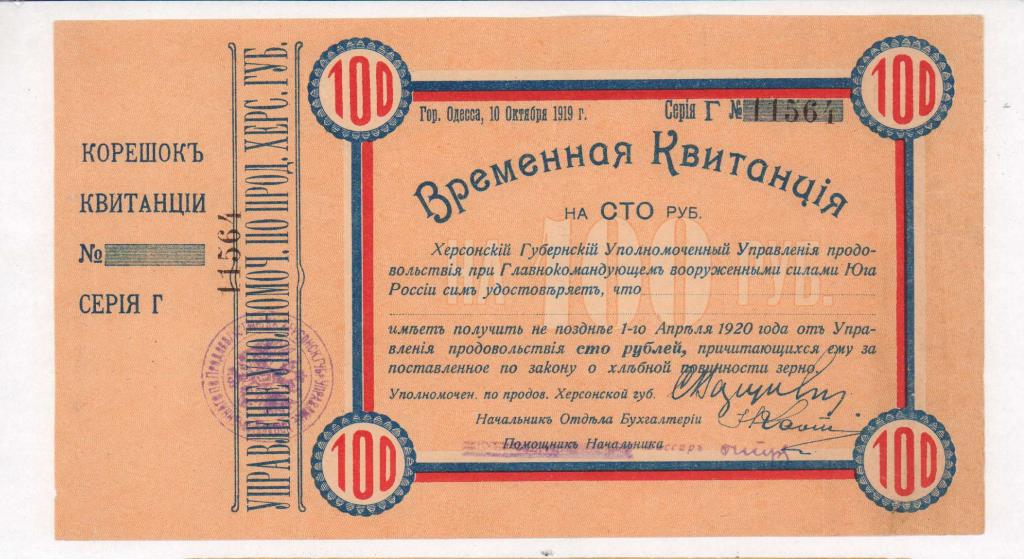 КОРЕШОКЪ
КВИТАНЦИИ
№
СЕРІЯ Г
11564
УПРАВЛЕНІЕ УПОЛНОМОЧ. ПО ПРОД. ХЕРС. ГУБ.
100
100
Гор. Одесса, 10 Октября 1919 г. Серія Г № 11564
Временная Квитанція
НА СТО РУБ.
НА 100 РУБ.
Херсонскій Губернскій Уполномоченный Управленія продо-
вольствія при Главнокомандующемъ вооруженными силами Юга
Россіи симъ удостовѣряетъ, что
имѣетъ получить не позднѣе 1-го Апрѣля 1920 года отъ Упра-
вленія продовольствія сто рублей, причитающихся ему за
поставленное по закону о хлѣбной повинности зерно.
Уполномочен. по продов. Херсонской губ.
Начальникъ Отдѣла Бухгалтеріи
Помощникъ Начальника
100
100